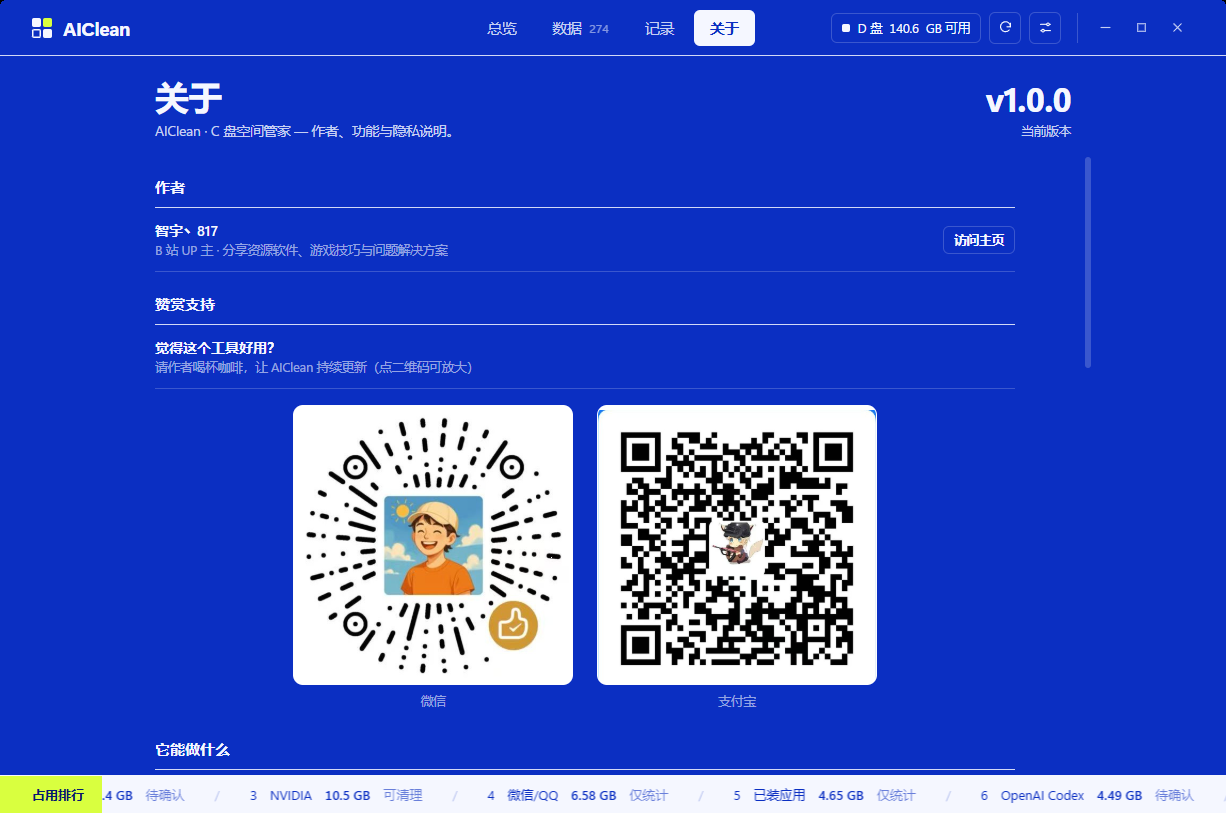 AIClean
总览 数据 274 记录 关于
D 盘 140.6 GB 可用
关于
v1.0.0
AIClean · C 盘空间管家 — 作者、功能与隐私说明。
当前版本
作者
智宇丶817
B 站 UP 主 · 分享资源软件、游戏技巧与问题解决方案
访问主页
赞赏支持
觉得这个工具好用？
请作者喝杯咖啡，让 AIClean 持续更新（点二维码可放大）
微信 支付宝
它能做什么
占用排行 .4 GB 待确认 / 3 NVIDIA 10.5 GB 可清理 / 4 微信/QQ 6.58 GB 仅统计 / 5 已装应用 4.65 GB 仅统计 / 6 OpenAI Codex 4.49 GB 待确认